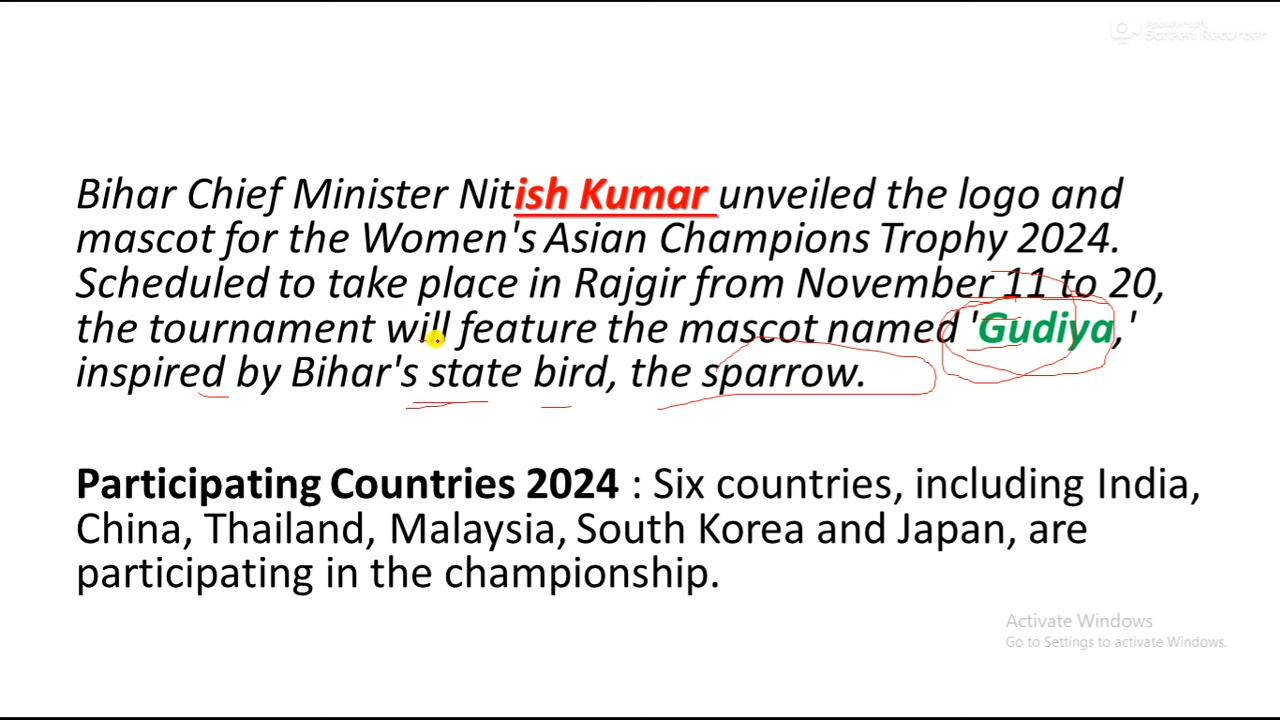 Apowersoft
Screen Recorder
Bihar Chief Minister Nitish Kumar unveiled the logo and
mascot for the Women's Asian Champions Trophy 2024.
Scheduled to take place in Rajgir from November 11 to 20,
the tournament will feature the mascot named 'Gudiya,'
inspired by Bihar's state bird, the sparrow.
Participating Countries 2024 : Six countries, including India,
China, Thailand, Malaysia, South Korea and Japan, are
participating in the championship.
Activate Windows
Go to Settings to activate Windows.